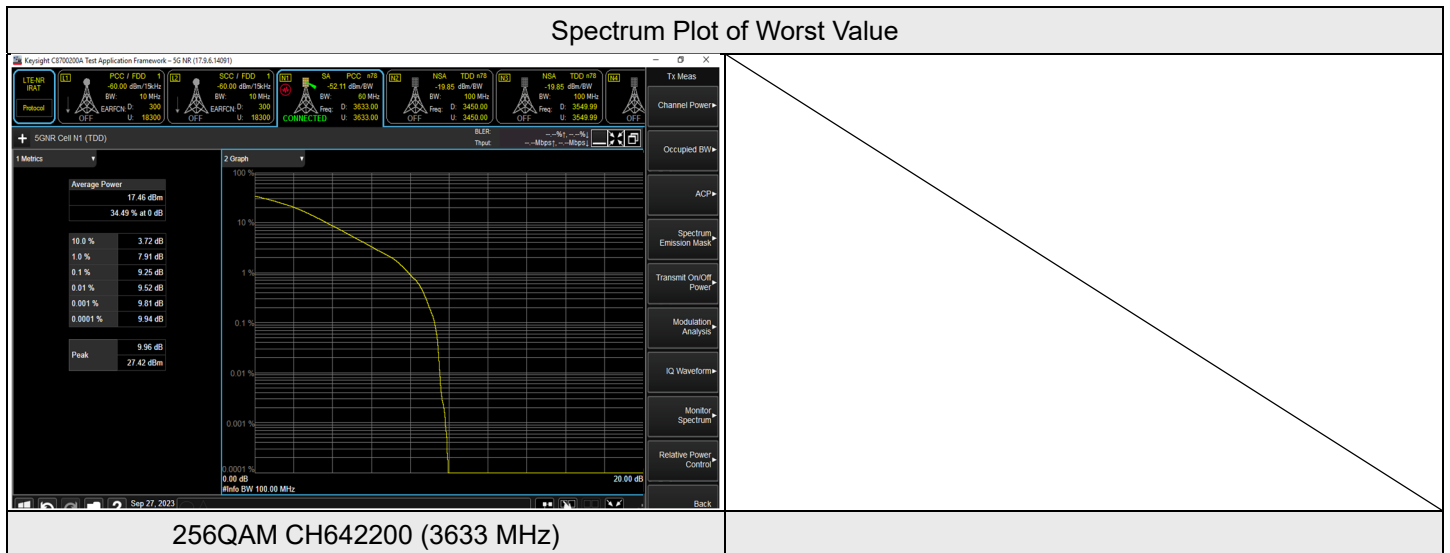 Spectrum Plot of Worst Value
Keysight C8700200A Test Application Framework – 5G NR (17.9.6.14091)
LTE-NR IRAT
Protocol
L1 PCC / FDD 1
-60.00 dBm/15kHz
BW: 10 MHz
EARFCN: D: 300
U: 18300
OFF
L2 SCC / FDD 1
-60.00 dBm/15kHz
BW: 10 MHz
EARFCN: D: 300
U: 18300
OFF
N1 SA PCC n78
-52.11 dBm/BW
BW: 60 MHz
Freq: D: 3633.00
U: 3633.00
CONNECTED
N2 NSA TDD n78
-19.85 dBm/BW
BW: 100 MHz
Freq: D: 3450.00
U: 3450.00
OFF
N3 NSA TDD n78
-19.85 dBm/BW
BW: 100 MHz
Freq: D: 3549.99
U: 3549.99
OFF
N4
5GNR Cell N1 (TDD)
BLER: --.--%↑, --.--%↓
Thput: --.--Mbps↑, --.--Mbps↓
1 Metrics
Average Power
17.46 dBm
34.49 % at 0 dB
10.0 % 3.72 dB
1.0 % 7.91 dB
0.1 % 9.25 dB
0.01 % 9.52 dB
0.001 % 9.81 dB
0.0001 % 9.94 dB
Peak 9.96 dB
27.42 dBm
2 Graph
100 %
10 %
1 %
0.1 %
0.01 %
0.001 %
0.0001 %
0.00 dB 20.00 dB
#Info BW 100.00 MHz
Tx Meas
Channel Power
Occupied BW
ACP
Spectrum
Emission Mask
Transmit On/Off
Power
Modulation
Analysis
IQ Waveform
Monitor
Spectrum
Relative Power
Control
Back
Sep 27, 2023
256QAM CH642200 (3633 MHz)